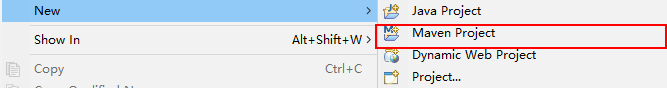 New
Java Project
Maven Project
Show In Alt+Shift+W
Dynamic Web Project
Copy Ctrl+C
Project...